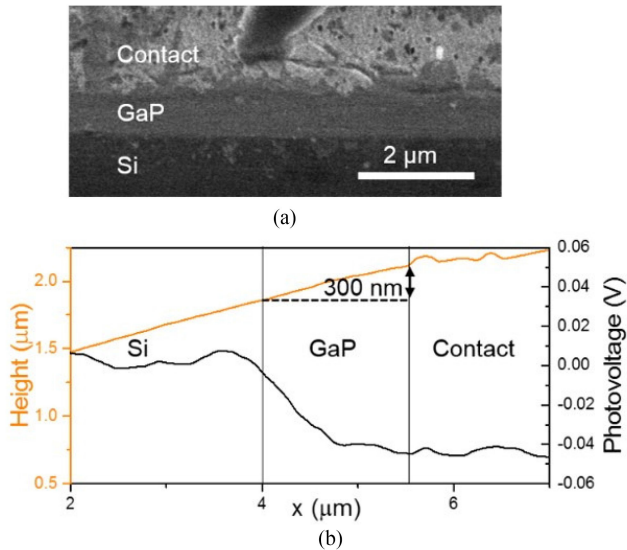 Contact
GaP
Si
2 µm
(a)
Height (µm)
2.0
1.5
1.0
0.5
300 nm
Si
GaP
Contact
0.06
0.04
0.02
0.00
-0.02
-0.04
-0.06
Photovoltage (V)
2
4
6
x (µm)
(b)